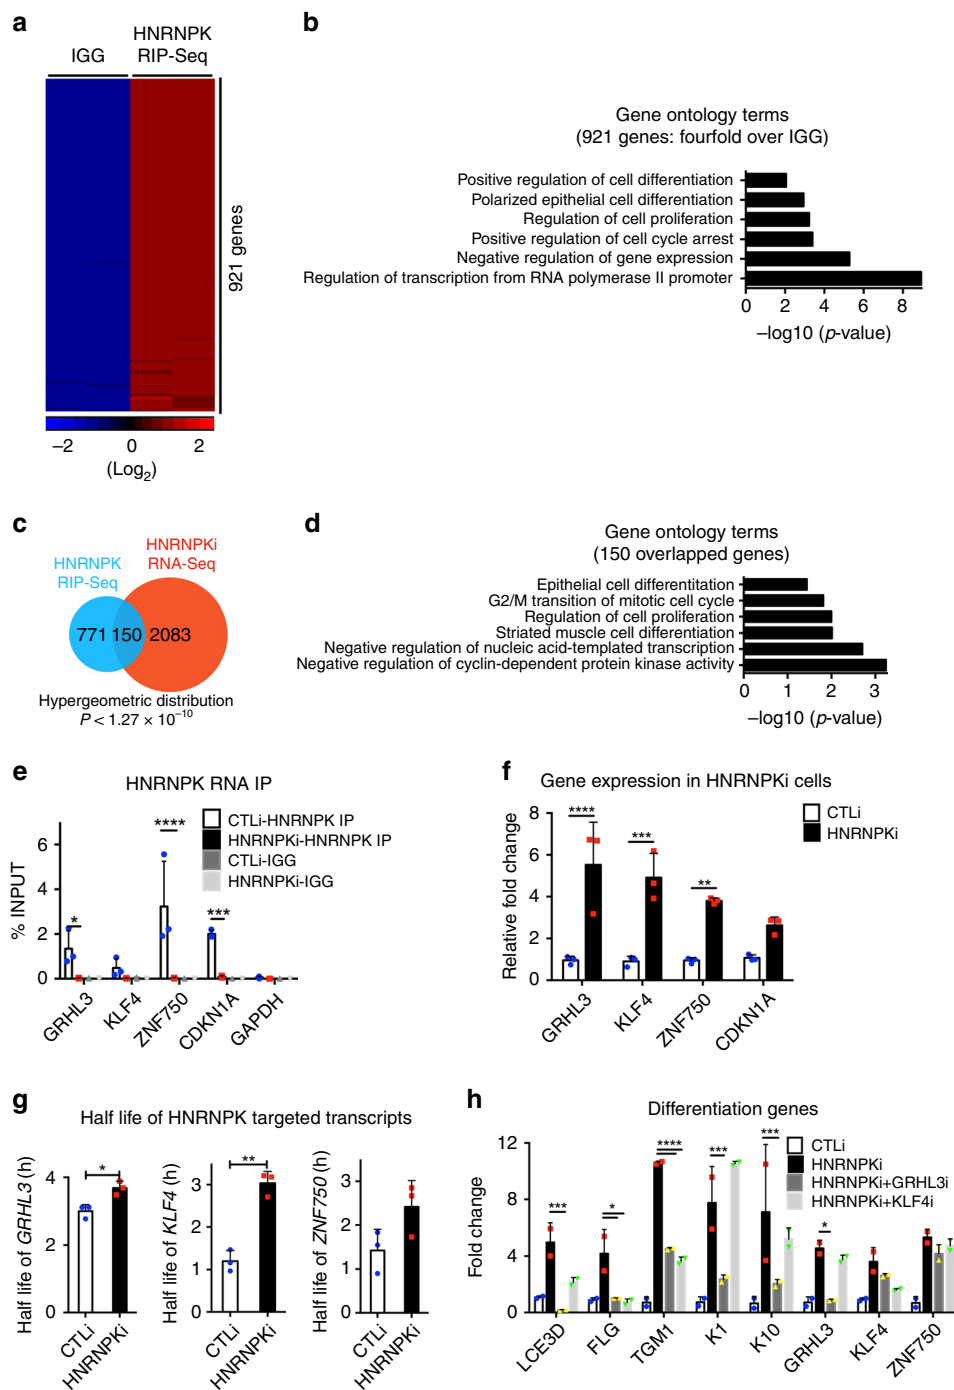 a
IGG
HNRNPK
RIP-Seq
921 genes
−2 0 2
(Log2)
b
Gene ontology terms
(921 genes: fourfold over IGG)
Positive regulation of cell differentiation
Polarized epithelial cell differentiation
Regulation of cell proliferation
Positive regulation of cell cycle arrest
Negative regulation of gene expression
Regulation of transcription from RNA polymerase II promoter
0 2 4 6 8
−log10 (p-value)
c
HNRNPK
RIP-Seq
HNRNPKi
RNA-Seq
771 150 2083
Hypergeometric distribution
P < 1.27 × 10−10
d
Gene ontology terms
(150 overlapped genes)
Epithelial cell differentitation
G2/M transition of mitotic cell cycle
Regulation of cell proliferation
Striated muscle cell differentiation
Negative regulation of nucleic acid-templated transcription
Negative regulation of cyclin-dependent protein kinase activity
0 1 2 3
−log10 (p-value)
e
HNRNPK RNA IP
CTLi-HNRNPK IP
HNRNPKi-HNRNPK IP
CTLi-IGG
HNRNPKi-IGG
% INPUT
6
4
2
0
*
****
***
GRHL3 KLF4 ZNF750 CDKN1A GAPDH
f
Gene expression in HNRNPKi cells
CTLi
HNRNPKi
Relative fold change
8
6
4
2
0
****
***
**
GRHL3 KLF4 ZNF750 CDKN1A
g
Half life of HNRNPK targeted transcripts
Half life of GRHL3 (h)
4
2
0
*
CTLi HNRNPKi
Half life of KLF4 (h)
3
2
1
0
**
CTLi HNRNPKi
Half life of ZNF750 (h)
3
2
1
0
CTLi HNRNPKi
h
Differentiation genes
CTLi
HNRNPKi
HNRNPKi+GRHL3i
HNRNPKi+KLF4i
Fold change
12
8
4
0
***
*
****
***
***
*
LCE3D FLG TGM1 K1 K10 GRHL3 KLF4 ZNF750